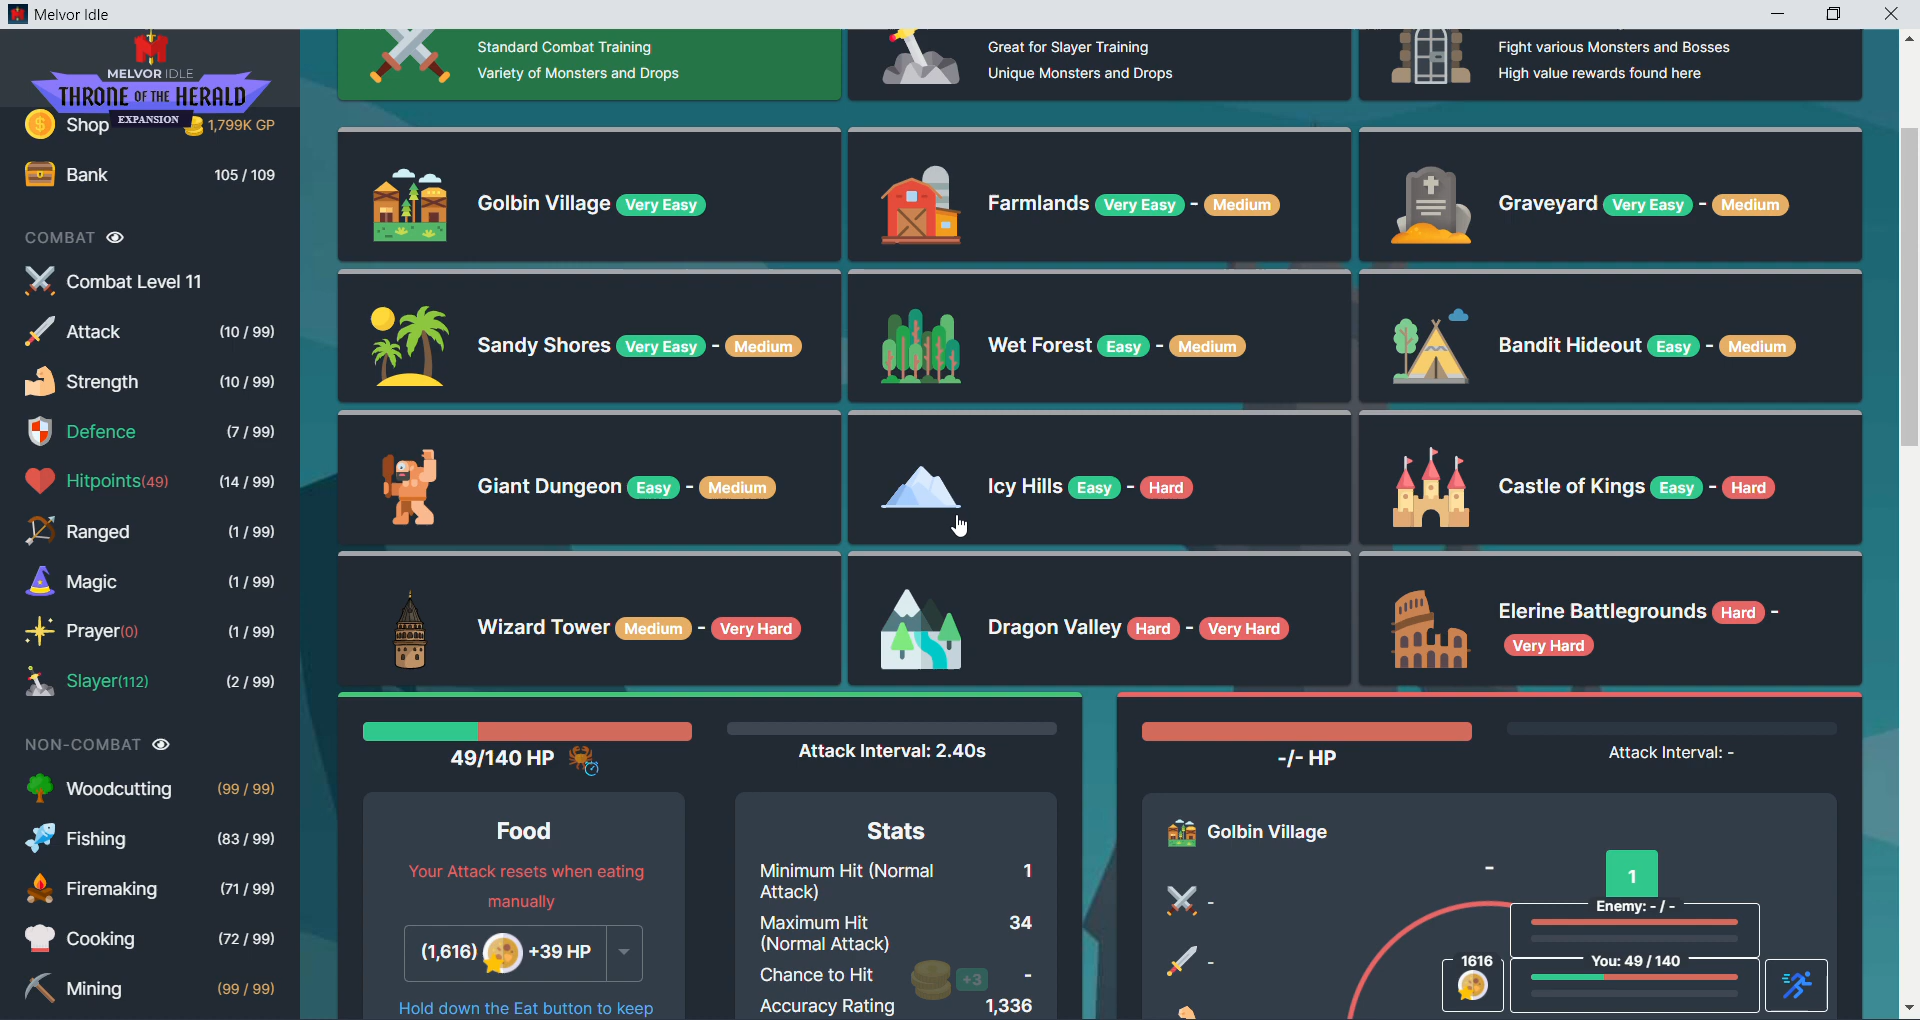 Melvor Idle
MELVOR IDLE
THRONE OF THE HERALD
EXPANSION
Shop 1,799K GP
Bank 105 / 109
COMBAT
Combat Level 11
Attack (10 / 99)
Strength (10 / 99)
Defence (7 / 99)
Hitpoints(49) (14 / 99)
Ranged (1 / 99)
Magic (1 / 99)
Prayer(0) (1 / 99)
Slayer(112) (2 / 99)
NON-COMBAT
Woodcutting (99 / 99)
Fishing (83 / 99)
Firemaking (71 / 99)
Cooking (72 / 99)
Mining (99 / 99)
Standard Combat Training
Variety of Monsters and Drops
Great for Slayer Training
Unique Monsters and Drops
Fight various Monsters and Bosses
High value rewards found here
Golbin Village Very Easy
Farmlands Very Easy - Medium
Graveyard Very Easy - Medium
Sandy Shores Very Easy - Medium
Wet Forest Easy - Medium
Bandit Hideout Easy - Medium
Giant Dungeon Easy - Medium
Icy Hills Easy - Hard
Castle of Kings Easy - Hard
Wizard Tower Medium - Very Hard
Dragon Valley Hard - Very Hard
Elerine Battlegrounds Hard -
Very Hard
49/140 HP
Attack Interval: 2.40s
Food
Your Attack resets when eating
manually
(1,616) +39 HP
Hold down the Eat button to keep
Stats
Minimum Hit (Normal 1
Attack)
Maximum Hit 34
(Normal Attack)
Chance to Hit -
+3
Accuracy Rating 1,336
-/- HP
Attack Interval: -
Golbin Village
-
-
-
1
Enemy: - / -
1616
You: 49 / 140